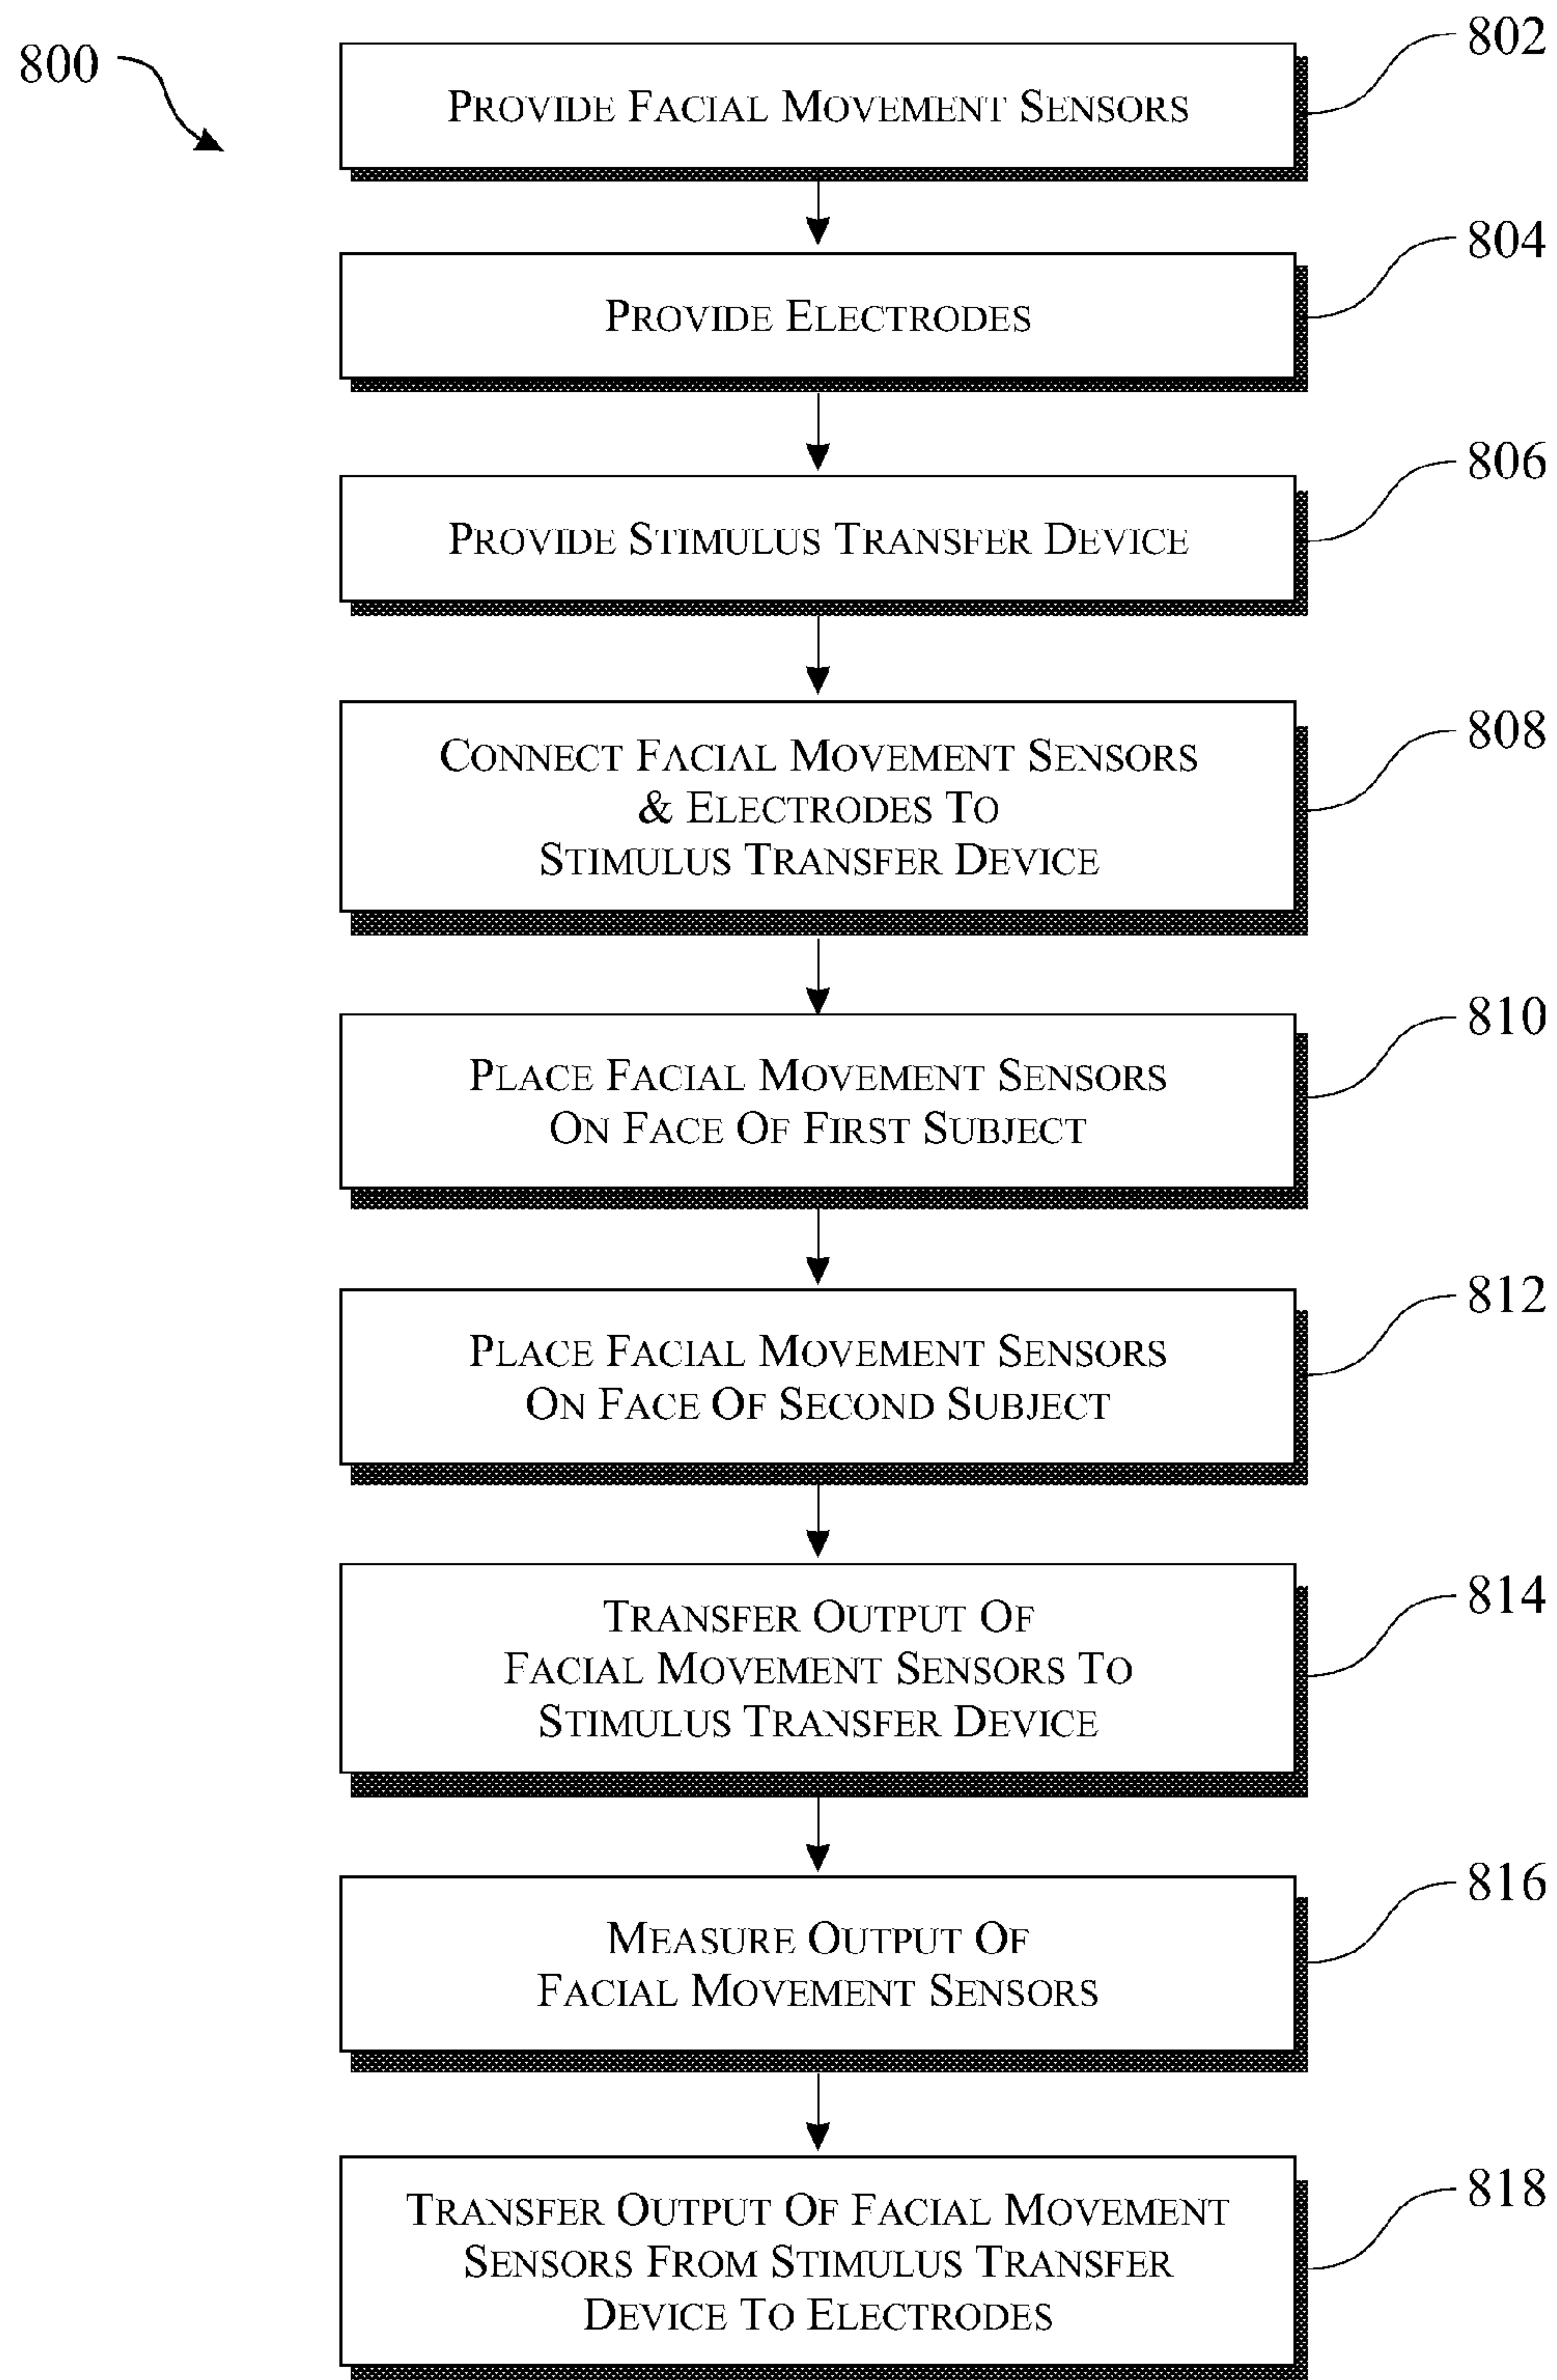 800
802
PROVIDE FACIAL MOVEMENT SENSORS
804
PROVIDE ELECTRODES
806
PROVIDE STIMULUS TRANSFER DEVICE
808
CONNECT FACIAL MOVEMENT SENSORS
& ELECTRODES TO
STIMULUS TRANSFER DEVICE
810
PLACE FACIAL MOVEMENT SENSORS
ON FACE OF FIRST SUBJECT
812
PLACE FACIAL MOVEMENT SENSORS
ON FACE OF SECOND SUBJECT
814
TRANSFER OUTPUT OF
FACIAL MOVEMENT SENSORS TO
STIMULUS TRANSFER DEVICE
816
MEASURE OUTPUT OF
FACIAL MOVEMENT SENSORS
818
TRANSFER OUTPUT OF FACIAL MOVEMENT
SENSORS FROM STIMULUS TRANSFER
DEVICE TO ELECTRODES